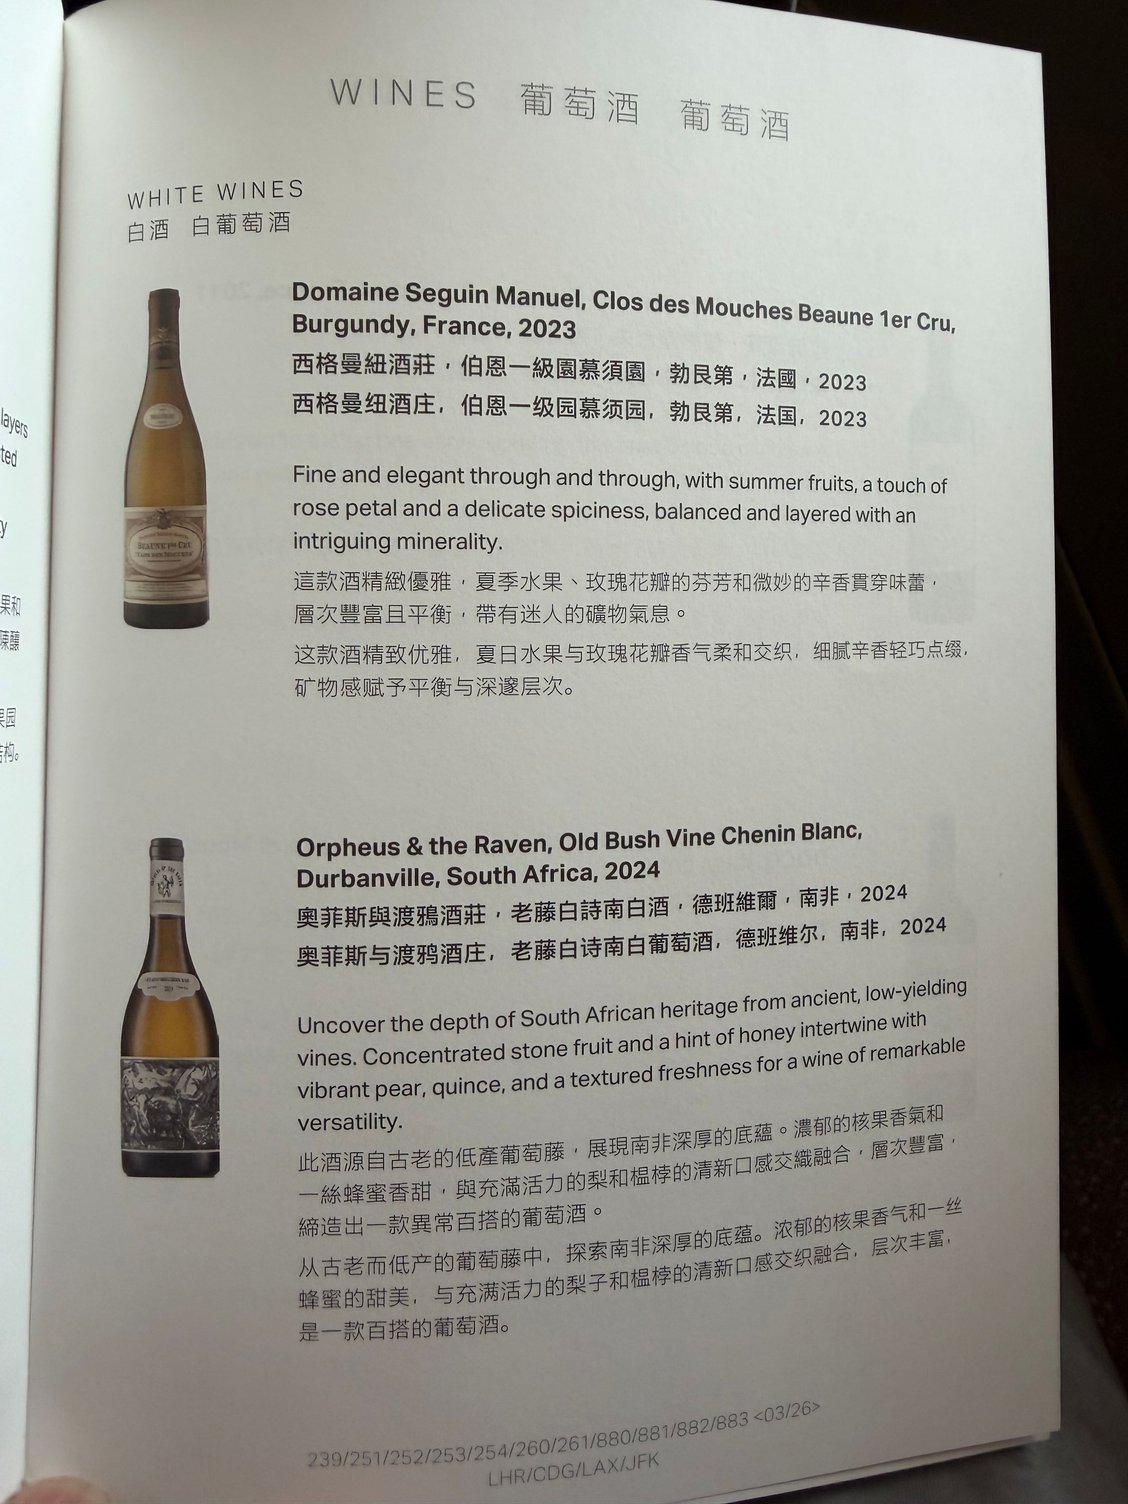 WINES 葡萄酒 葡萄酒
WHITE WINES
白酒 白葡萄酒
Domaine Seguin Manuel, Clos des Mouches Beaune 1er Cru,
Burgundy, France, 2023
西格曼紐酒莊，伯恩一級園慕須園，勃艮第，法國，2023
西格曼纽酒庄，伯恩一级园慕须园，勃艮第，法国，2023
Fine and elegant through and through, with summer fruits, a touch of
rose petal and a delicate spiciness, balanced and layered with an
intriguing minerality.
這款酒精緻優雅，夏季水果、玫瑰花瓣的芬芳和微妙的辛香貫穿味蕾，
層次豐富且平衡，帶有迷人的礦物氣息。
这款酒精致优雅，夏日水果与玫瑰花瓣香气柔和交织，细腻辛香轻巧点缀，
矿物感赋予平衡与深邃层次。
BEAUNE 1ER CRU
Orpheus & the Raven, Old Bush Vine Chenin Blanc,
Durbanville, South Africa, 2024
奧菲斯與渡鴉酒莊，老藤白詩南白酒，德班維爾，南非，2024
奥菲斯与渡鸦酒庄，老藤白诗南白葡萄酒，德班维尔，南非，2024
Uncover the depth of South African heritage from ancient, low-yielding
vines. Concentrated stone fruit and a hint of honey intertwine with
vibrant pear, quince, and a textured freshness for a wine of remarkable
versatility.
此酒源自古老的低產葡萄藤，展現南非深厚的底蘊。濃郁的核果香氣和
一絲蜂蜜香甜，與充滿活力的梨和榲桲的清新口感交織融合，層次豐富，
締造出一款異常百搭的葡萄酒。
从古老而低产的葡萄藤中，探索南非深厚的底蕴。浓郁的核果香气和一丝
蜂蜜的甜美，与充满活力的梨子和榅桲的清新口感交织融合，层次丰富，
是一款百搭的葡萄酒。
239/251/252/253/254/260/261/880/881/882/883 <03/26>
LHR/CDG/LAX/JFK
layers
ted
y
果和
陳釀
果园
结构。